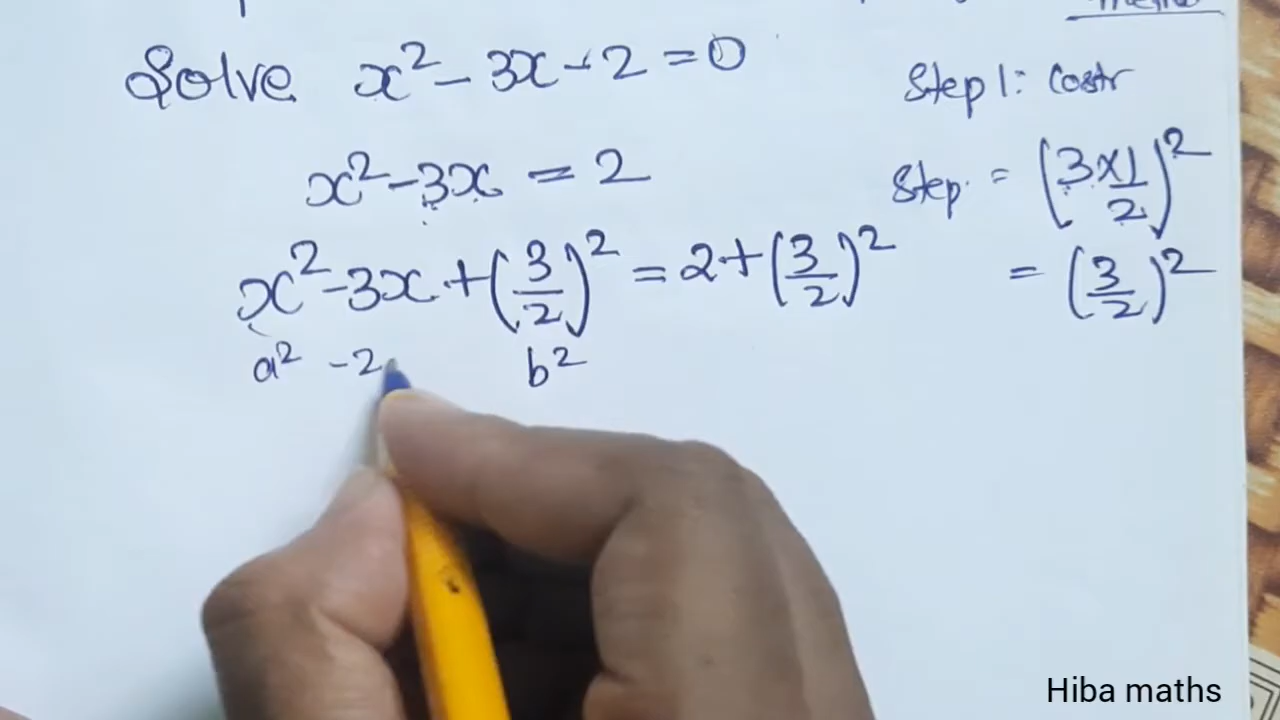 Solve x² - 3x - 2 = 0
Step 1: Costr
x² - 3x = 2
Step = (3 × 1/2)²
x² - 3x + (3/2)² = 2 + (3/2)²
= (3/2)²
a² - 2 b²
Hiba maths